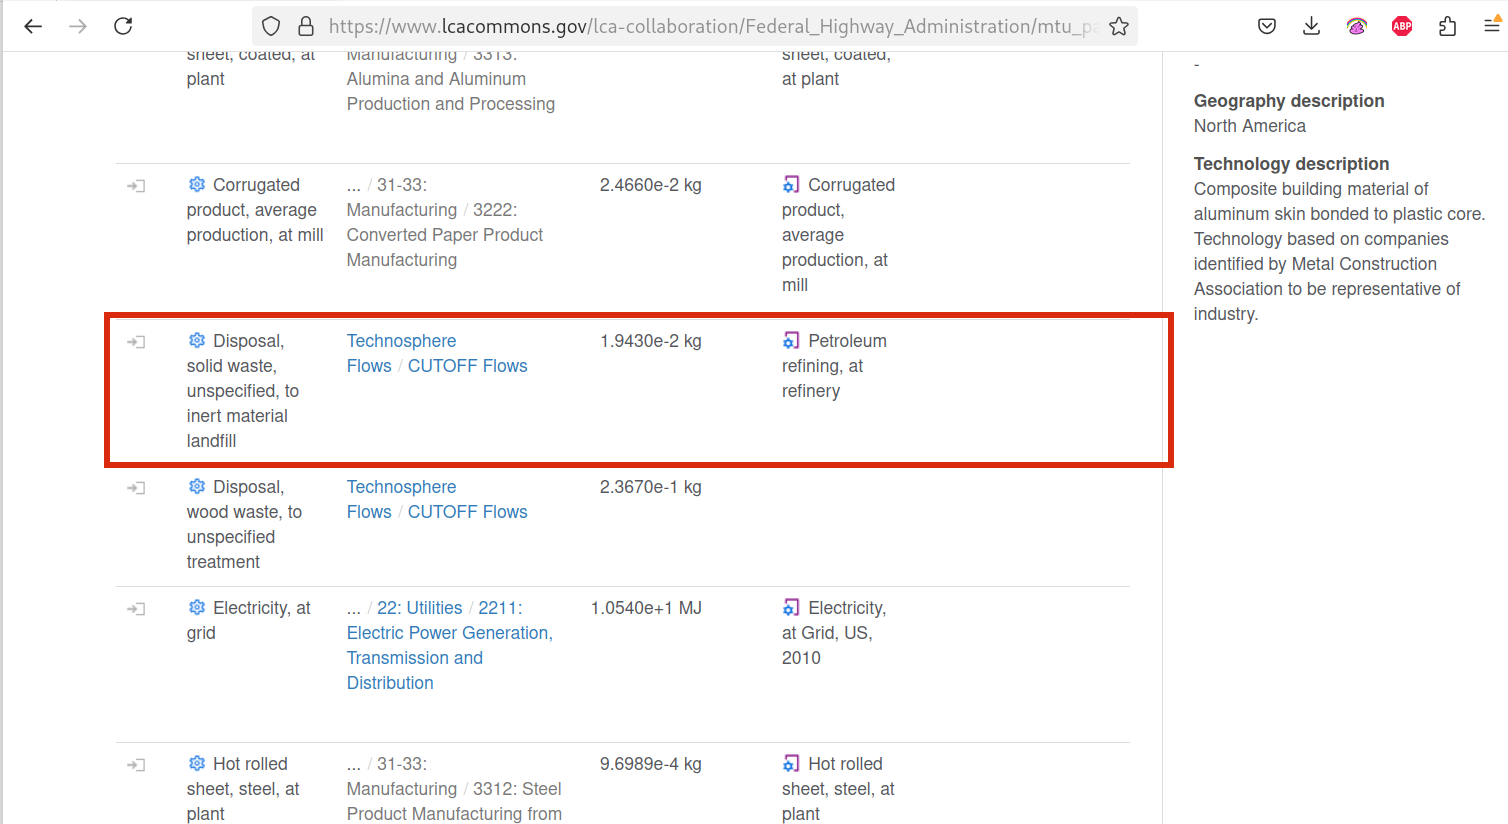 https://www.lcacommons.gov/lca-collaboration/Federal_Highway_Administration/mtu_pa
ABP
sheet, coated, at
plant
Manufacturing / 3313:
Alumina and Aluminum
Production and Processing
sheet, coated,
at plant
Corrugated
product, average
production, at mill
... / 31-33:
Manufacturing / 3222:
Converted Paper Product
Manufacturing
2.4660e-2 kg
Corrugated
product,
average
production, at
mill
Disposal,
solid waste,
unspecified, to
inert material
landfill
Technosphere
Flows / CUTOFF Flows
1.9430e-2 kg
Petroleum
refining, at
refinery
Disposal,
wood waste, to
unspecified
treatment
Technosphere
Flows / CUTOFF Flows
2.3670e-1 kg
Electricity, at
grid
... / 22: Utilities / 2211:
Electric Power Generation,
Transmission and
Distribution
1.0540e+1 MJ
Electricity,
at Grid, US,
2010
Hot rolled
sheet, steel, at
plant
... / 31-33:
Manufacturing / 3312: Steel
Product Manufacturing from
9.6989e-4 kg
Hot rolled
sheet, steel, at
plant
-
Geography description
North America
Technology description
Composite building material of
aluminum skin bonded to plastic core.
Technology based on companies
identified by Metal Construction
Association to be representative of
industry.